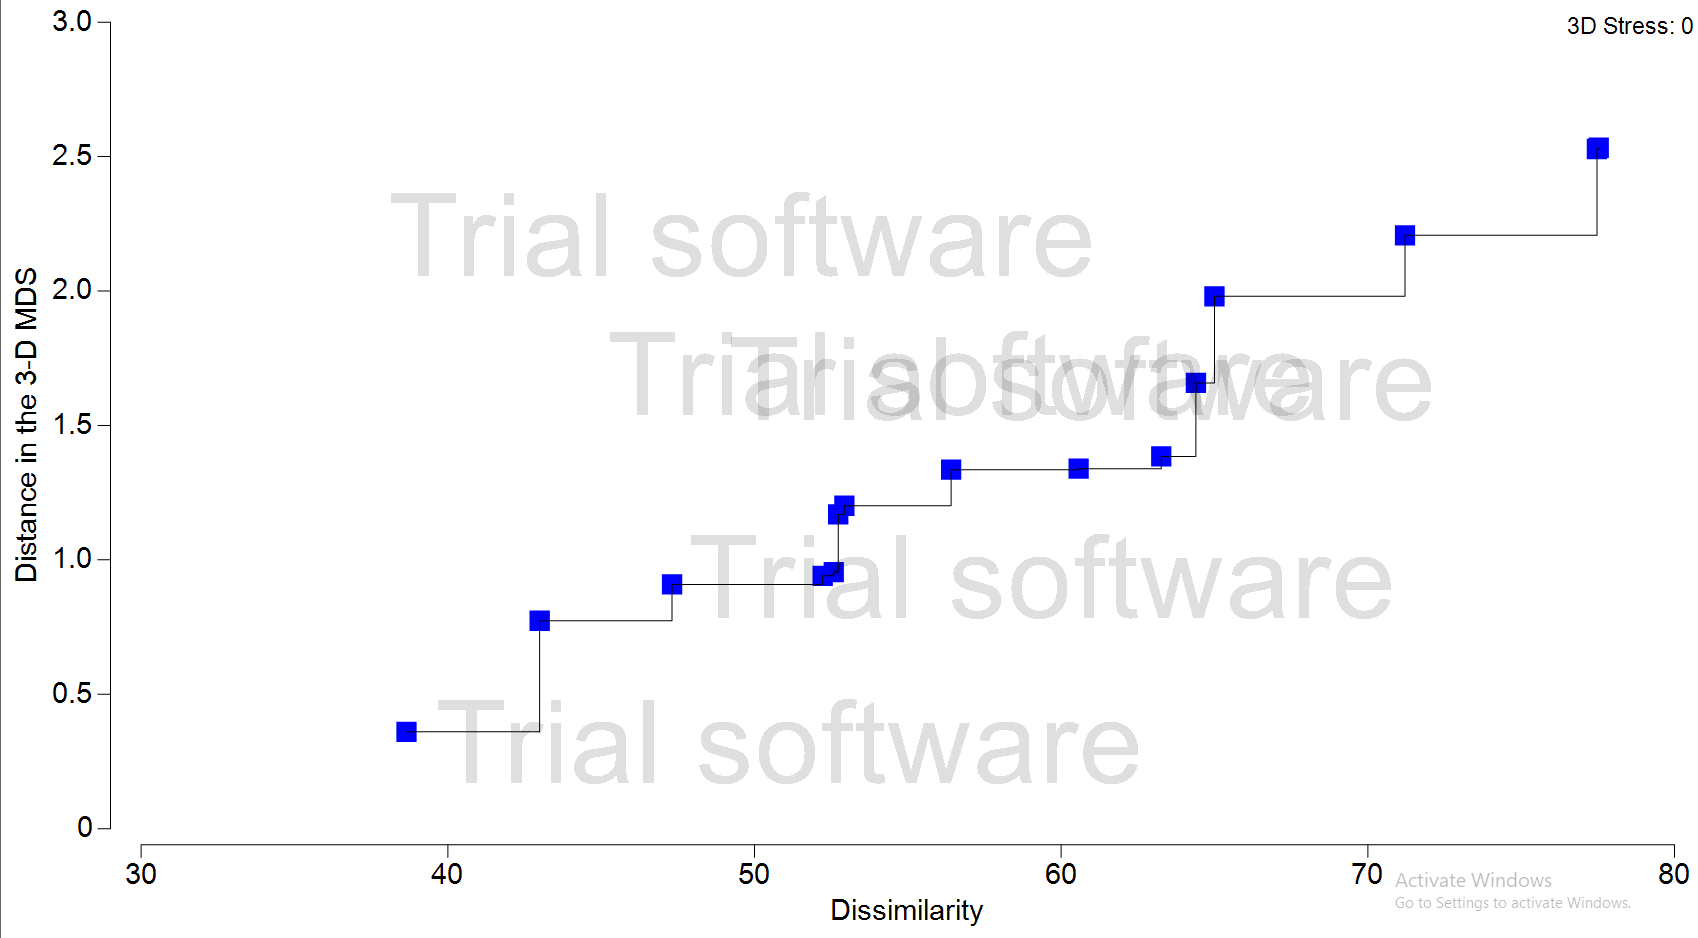 3D Stress: 0
3.0
2.5
2.0
1.5
1.0
0.5
0
Distance in the 3-D MDS
Trial software
Trial software
Trial software
Trial software
Trial software
30 40 50 60 70 80
Dissimilarity
Activate Windows
Go to Settings to activate Windows.